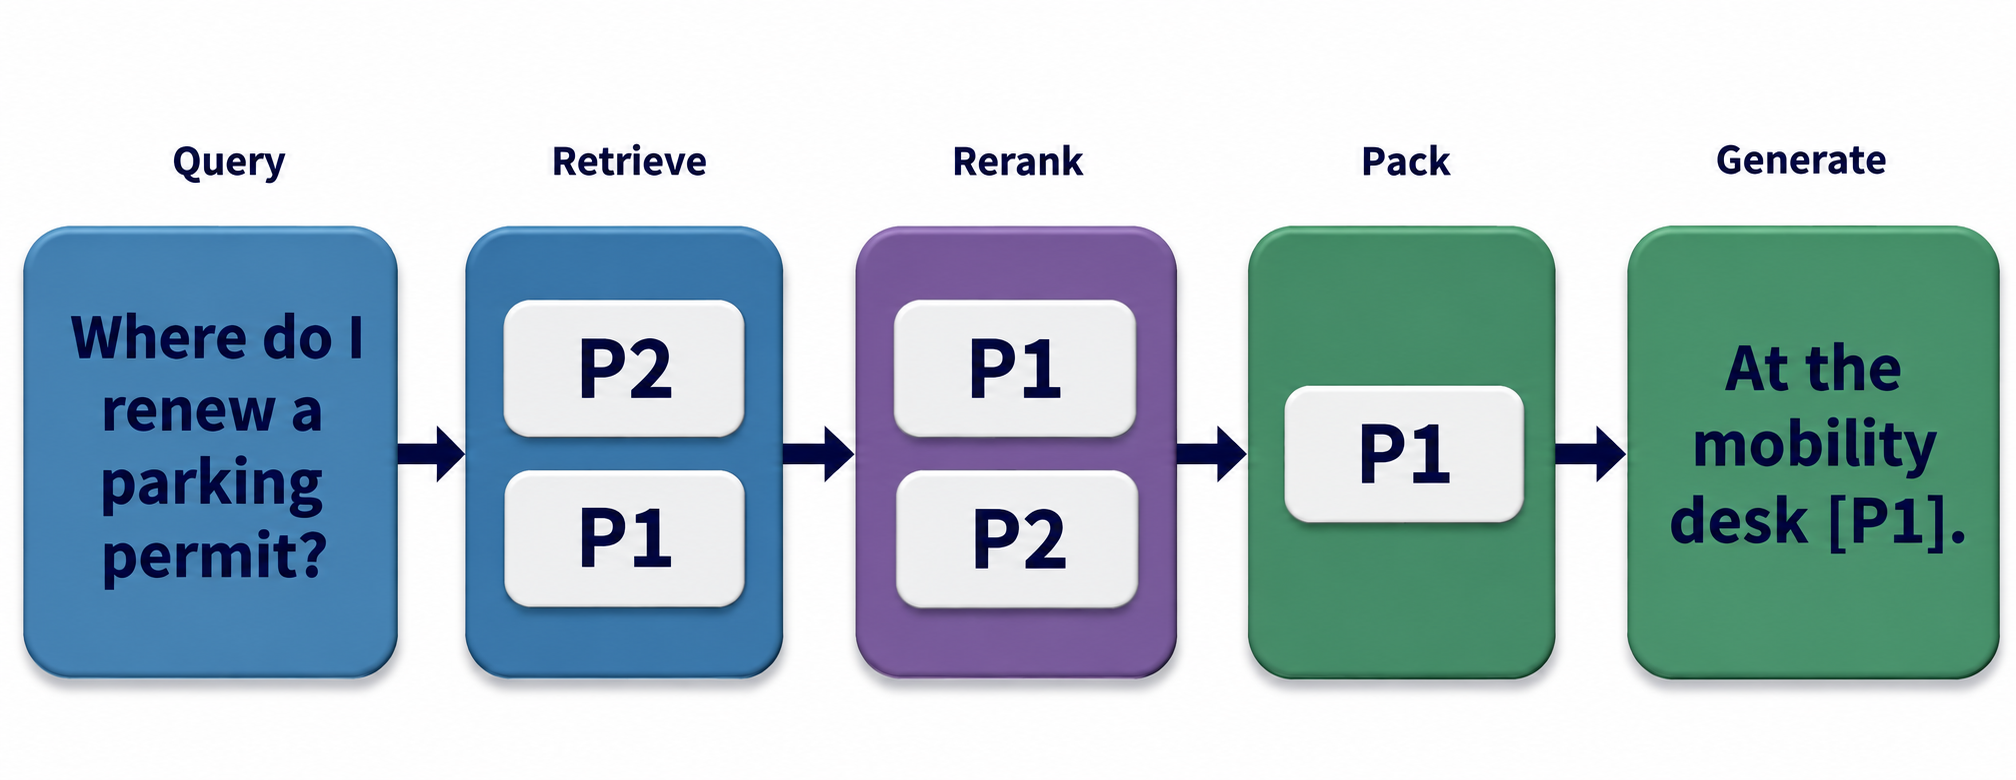 Query
Where do I
renew a
parking
permit?
Retrieve
P2
P1
Rerank
P1
P2
Pack
P1
Generate
At the
mobility
desk [P1].